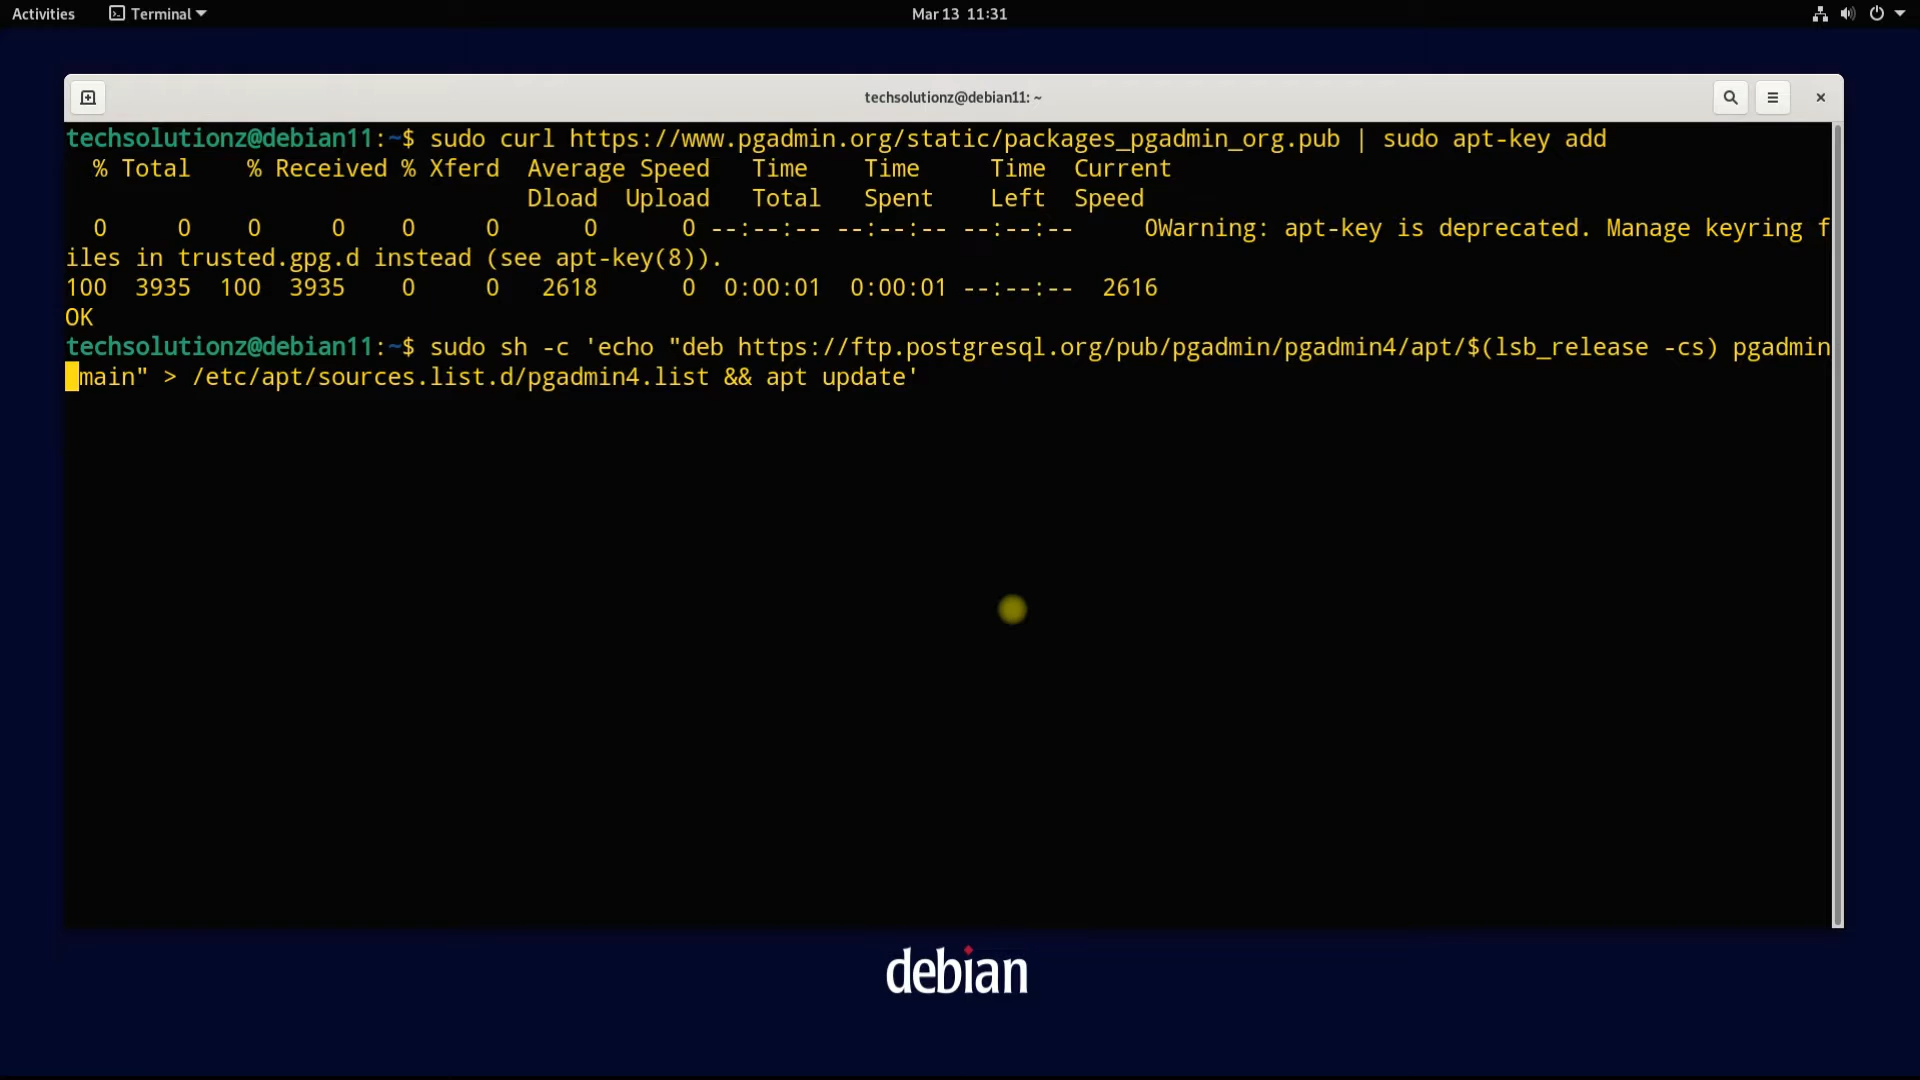 Activities Terminal Mar 13 11:31
techsolutionz@debian11: ~
techsolutionz@debian11:~$ sudo curl https://www.pgadmin.org/static/packages_pgadmin_org.pub | sudo apt-key add
  % Total    % Received % Xferd  Average Speed   Time    Time     Time  Current
                                 Dload  Upload   Total   Spent    Left  Speed
  0     0    0     0    0     0      0      0 --:--:-- --:--:-- --:--:--     0Warning: apt-key is deprecated. Manage keyring f
iles in trusted.gpg.d instead (see apt-key(8)).
100  3935  100  3935    0     0   2618      0  0:00:01  0:00:01 --:--:--  2616
OK
techsolutionz@debian11:~$ sudo sh -c 'echo "deb https://ftp.postgresql.org/pub/pgadmin/pgadmin4/apt/$(lsb_release -cs) pgadmin
 main" > /etc/apt/sources.list.d/pgadmin4.list && apt update'
debian